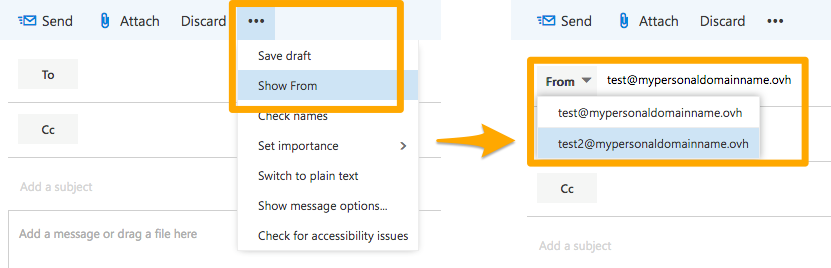 Send Attach Discard •••
Save draft
To
Show From
Check names
Cc
Set importance
Add a subject
Switch to plain text
Show message options...
Add a message or drag a file here
Check for accessibility issues
Send Attach Discard •••
From test@mypersonaldomainname.ovh
test@mypersonaldomainname.ovh
test2@mypersonaldomainname.ovh
Cc
Add a subject